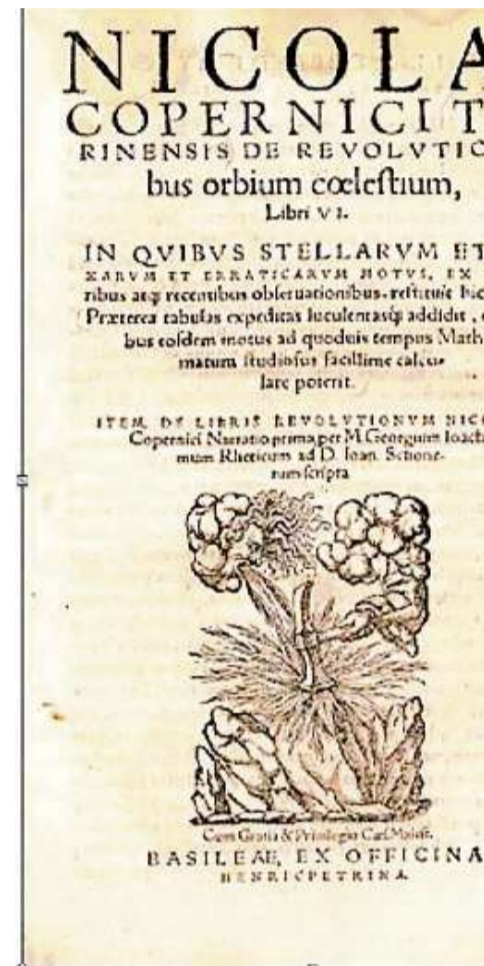 NICOLA
COPERNICI T
RINENSIS DE REVOLVTIO
bus orbium cœlestium,
Libri VI.
IN QVIBVS STELLARVM ET
XARVM ET ERRATICARVM MOTVS, EX
ribus atq; recentibus obseruationibus, restituit hic
Præterea tabulas expeditas luculentasq; addidit,
bus eosdem motus ad quoduis tempus Math
matum studiosus facillime calcu-
lare poterit.
ITEM, DE LIBRIS REVOLVTIONVM NICO
Copernici Narratio prima, per M. Georgium Ioach
mum Rheticum ad D. Ioan. Schone-
rum scripta
Cum Gratia & Priuilegio Cæs. Maiest.
BASILEAE, EX OFFICINA
HENRICPETRINA.